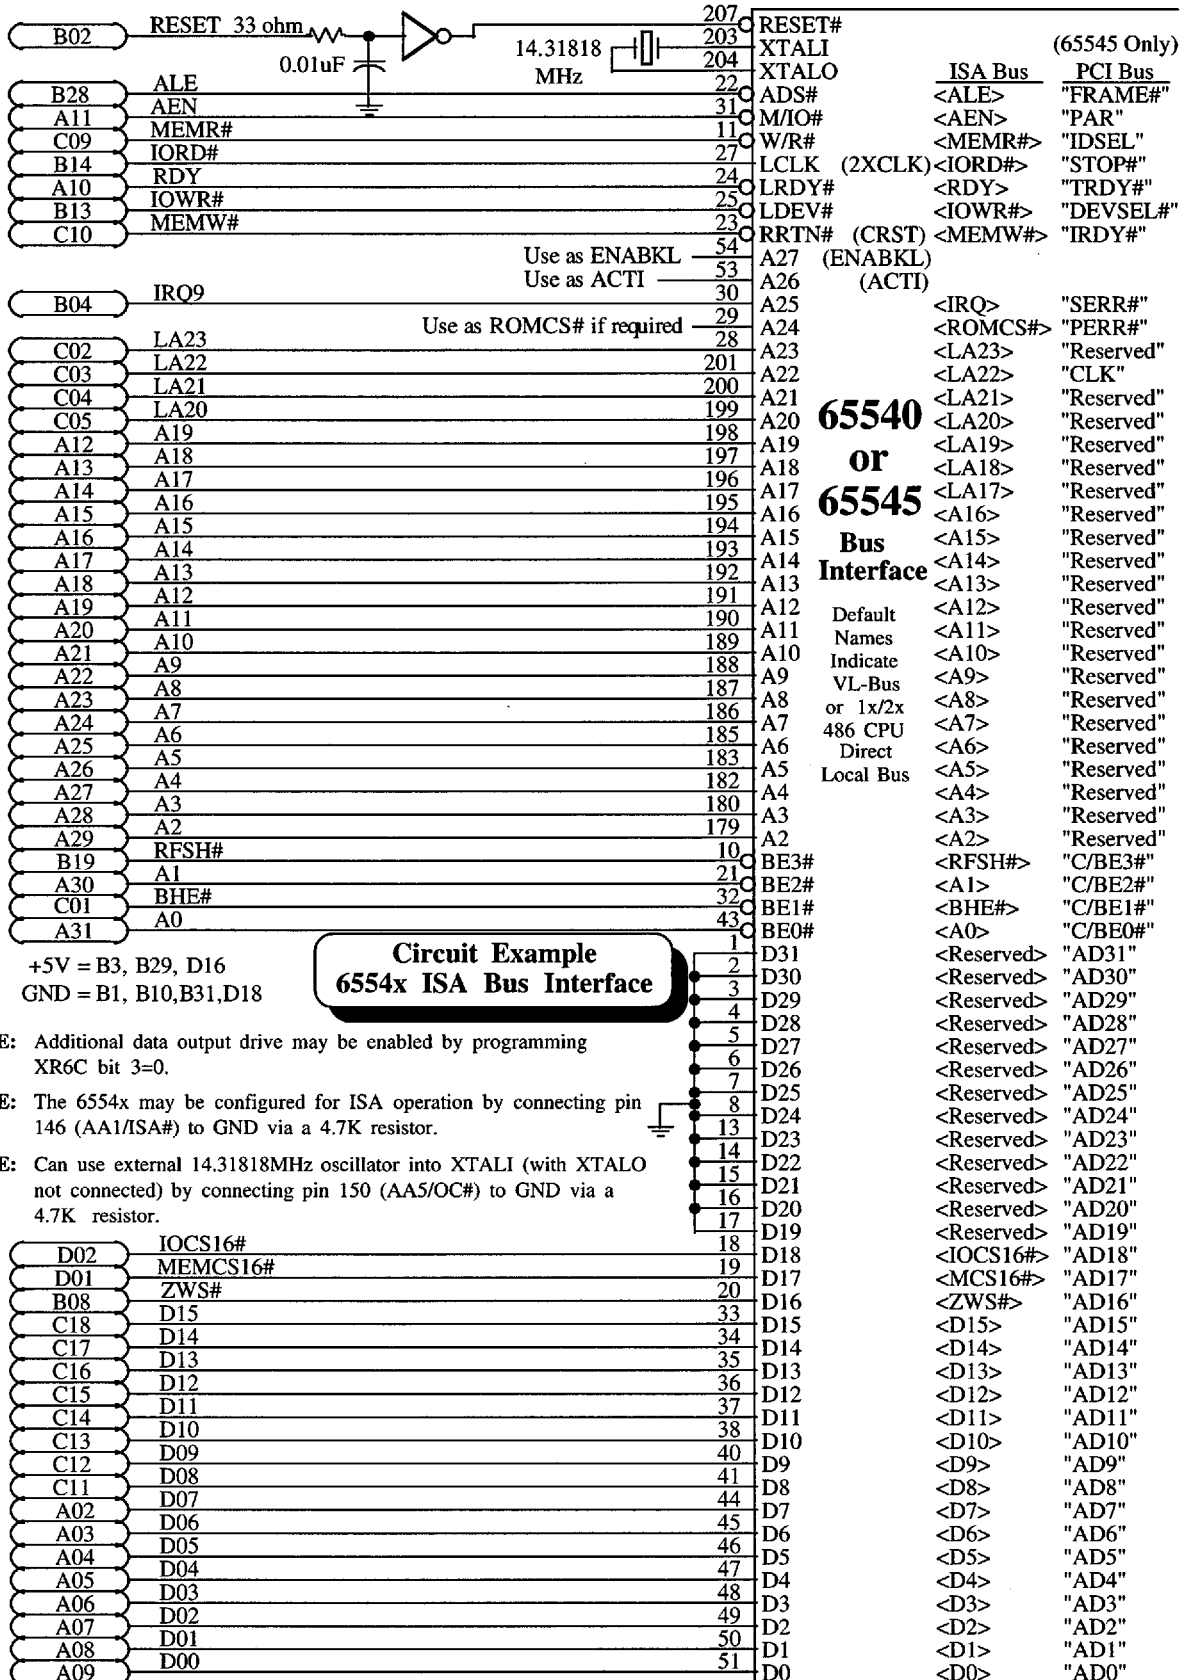 B02 RESET 33 ohm 207 RESET#
0.01uF 14.31818 MHz 203 XTALI (65545 Only)
204 XTALO ISA Bus PCI Bus
B28 ALE 22 ADS# <ALE> "FRAME#"
A11 AEN 31 M/IO# <AEN> "PAR"
C09 MEMR# 11 W/R# <MEMR#> "IDSEL"
B14 IORD# 27 LCLK (2XCLK) <IORD#> "STOP#"
A10 RDY 24 LRDY# <RDY> "TRDY#"
B13 IOWR# 25 LDEV# <IOWR#> "DEVSEL#"
C10 MEMW# 23 RRTN# (CRST) <MEMW#> "IRDY#"
Use as ENABKL 54 A27 (ENABKL)
Use as ACTI 53 A26 (ACTI)
B04 IRQ9 30 A25 <IRQ> "SERR#"
Use as ROMCS# if required 29 A24 <ROMCS#> "PERR#"
C02 LA23 28 A23 <LA23> "Reserved"
C03 LA22 201 A22 <LA22> "CLK"
C04 LA21 200 A21 <LA21> "Reserved"
C05 LA20 199 A20 <LA20> "Reserved"
A12 A19 198 A19 <LA19> "Reserved"
A13 A18 197 A18 <LA18> "Reserved"
A14 A17 196 A17 <LA17> "Reserved"
A15 A16 195 A16 <A16> "Reserved"
A16 A15 194 A15 <A15> "Reserved"
A17 A14 193 A14 <A14> "Reserved"
A18 A13 192 A13 <A13> "Reserved"
A19 A12 191 A12 <A12> "Reserved"
A20 A11 190 A11 <A11> "Reserved"
A21 A10 189 A10 <A10> "Reserved"
A22 A9 188 A9 <A9> "Reserved"
A23 A8 187 A8 <A8> "Reserved"
A24 A7 186 A7 <A7> "Reserved"
A25 A6 185 A6 <A6> "Reserved"
A26 A5 183 A5 <A5> "Reserved"
A27 A4 182 A4 <A4> "Reserved"
A28 A3 180 A3 <A3> "Reserved"
A29 A2 179 A2 <A2> "Reserved"
B19 RFSH# 10 BE3# <RFSH#> "C/BE3#"
A30 A1 21 BE2# <A1> "C/BE2#"
C01 BHE# 32 BE1# <BHE#> "C/BE1#"
A31 A0 43 BE0# <A0> "C/BE0#"
65540
or
65545
Bus
Interface
Default
Names
Indicate
VL-Bus
or 1x/2x
486 CPU
Direct
Local Bus
+5V = B3, B29, D16
GND = B1, B10,B31,D18
Circuit Example
6554x ISA Bus Interface
E: Additional data output drive may be enabled by programming
XR6C bit 3=0.
E: The 6554x may be configured for ISA operation by connecting pin
146 (AA1/ISA#) to GND via a 4.7K resistor.
E: Can use external 14.31818MHz oscillator into XTALI (with XTALO
not connected) by connecting pin 150 (AA5/OC#) to GND via a
4.7K resistor.
1 D31 <Reserved> "AD31"
2 D30 <Reserved> "AD30"
3 D29 <Reserved> "AD29"
4 D28 <Reserved> "AD28"
5 D27 <Reserved> "AD27"
6 D26 <Reserved> "AD26"
7 D25 <Reserved> "AD25"
8 D24 <Reserved> "AD24"
13 D23 <Reserved> "AD23"
14 D22 <Reserved> "AD22"
15 D21 <Reserved> "AD21"
16 D20 <Reserved> "AD20"
17 D19 <Reserved> "AD19"
D02 IOCS16# 18 D18 <IOCS16#> "AD18"
D01 MEMCS16# 19 D17 <MCS16#> "AD17"
B08 ZWS# 20 D16 <ZWS#> "AD16"
C18 D15 33 D15 <D15> "AD15"
C17 D14 34 D14 <D14> "AD14"
C16 D13 35 D13 <D13> "AD13"
C15 D12 36 D12 <D12> "AD12"
C14 D11 37 D11 <D11> "AD11"
C13 D10 38 D10 <D10> "AD10"
C12 D09 40 D9 <D9> "AD9"
C11 D08 41 D8 <D8> "AD8"
A02 D07 44 D7 <D7> "AD7"
A03 D06 45 D6 <D6> "AD6"
A04 D05 46 D5 <D5> "AD5"
A05 D04 47 D4 <D4> "AD4"
A06 D03 48 D3 <D3> "AD3"
A07 D02 49 D2 <D2> "AD2"
A08 D01 50 D1 <D1> "AD1"
A09 D00 51 D0 <D0> "AD0"